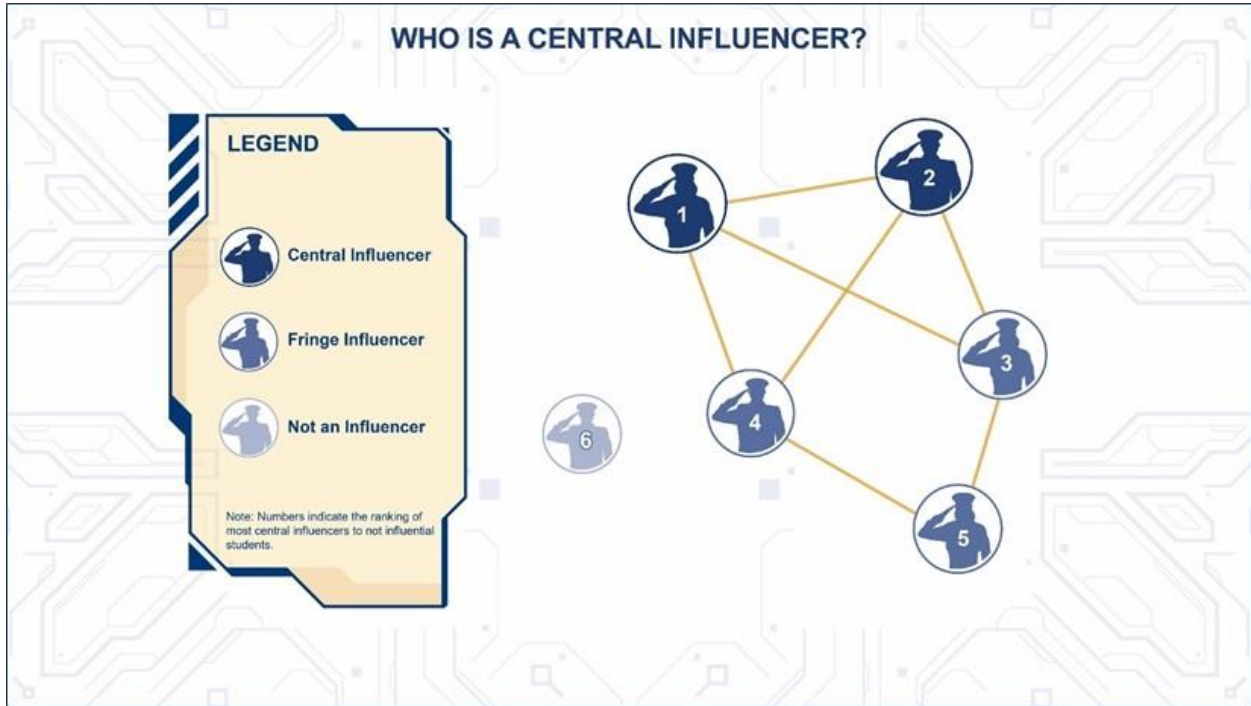 WHO IS A CENTRAL INFLUENCER?
LEGEND
Central Influencer
Fringe Influencer
Not an Influencer
Note: Numbers indicate the ranking of
most central influencers to not influential
students.
1
2
3
4
6
5